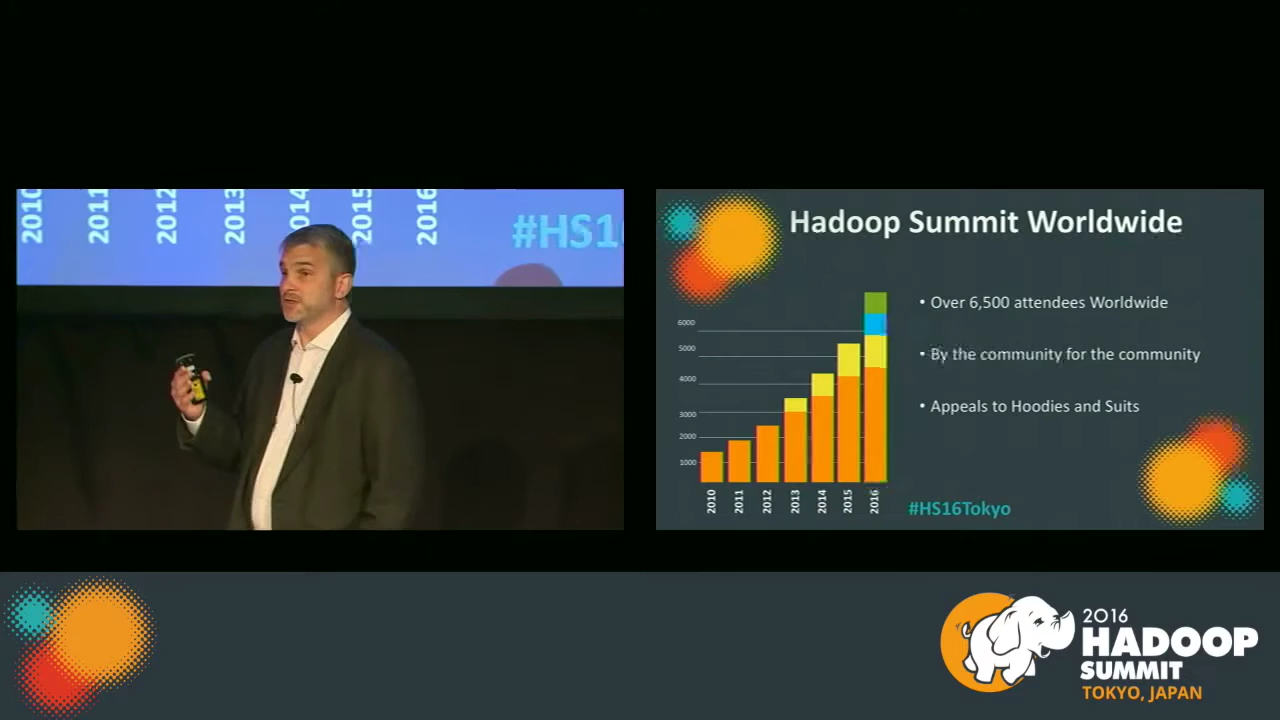 2010
2011
2012
2013
2014
2015
2016
#HS1
Hadoop Summit Worldwide
6000
5000
4000
3000
2000
1000
2010
2011
2012
2013
2014
2015
2016
• Over 6,500 attendees Worldwide
• By the community for the community
• Appeals to Hoodies and Suits
#HS16Tokyo
2016
HADOOP
SUMMIT
TOKYO, JAPAN